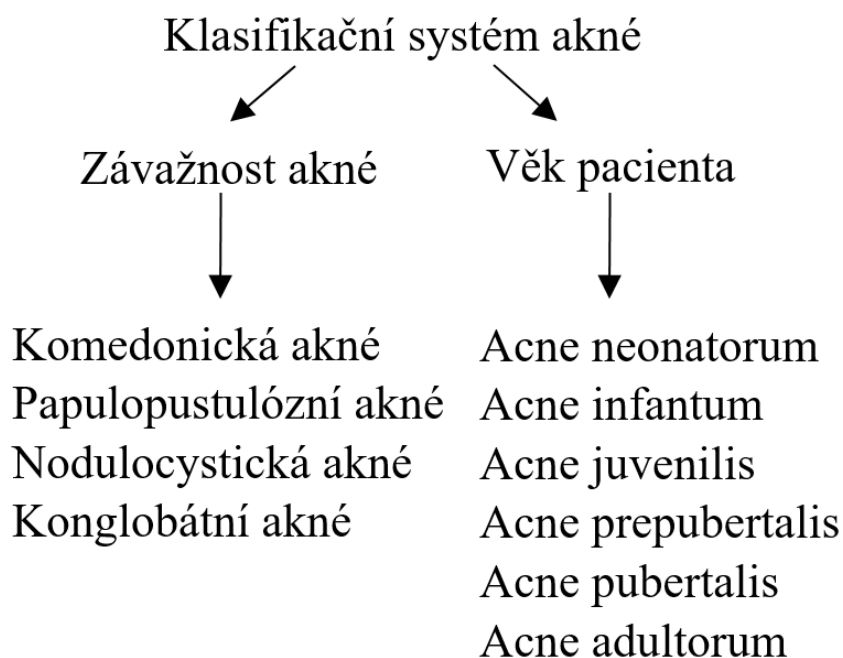 Klasifikační systém akné
Závažnost akné
Věk pacienta
Komedonická akné
Papulopustulózní akné
Nodulocystická akné
Konglobátní akné
Acne neonatorum
Acne infantum
Acne juvenilis
Acne prepubertalis
Acne pubertalis
Acne adultorum